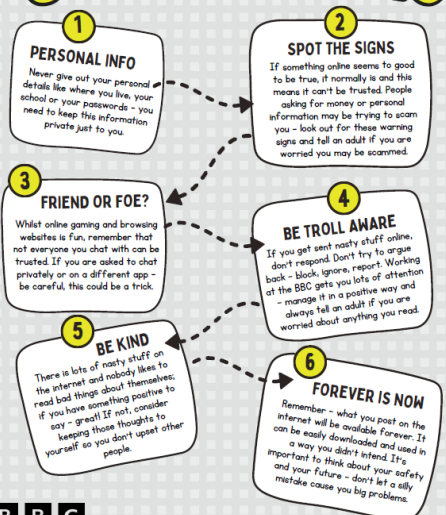 1
PERSONAL INFO
Never give out your personal
details like where you live, your
school or your passwords - you
need to keep this information
private just to you.
2
SPOT THE SIGNS
If something online seems to good
to be true, it normally is and this
means it can't be trusted. People
asking for money or personal
information may be trying to scam
you - look out for these warning
signs and tell an adult if you are
worried you may be scammed.
3
FRIEND OR FOE?
Whilst online gaming and browsing
websites is fun, remember that
not everyone you chat with can be
trusted. If you are asked to chat
privately or on a different app -
be careful, this could be a trick.
4
BE TROLL AWARE
If you get sent nasty stuff online,
don't respond. Don't try to argue
back - block, ignore, report. Working
at the BBC gets you lots of attention
- manage it in a positive way and
always tell an adult if you are
worried about anything you read.
5
BE KIND
There is lots of nasty stuff on
the internet and nobody likes to
read bad things about themselves;
if you have something positive to
say - great! If not, consider
keeping those thoughts to
yourself so you don't upset other
people.
6
FOREVER IS NOW
Remember - what you post on the
internet will be available forever. It
can be easily downloaded and used in
a way you didn't intend. It's
important to think about your safety
and your future - don't let a silly
mistake cause you big problems.